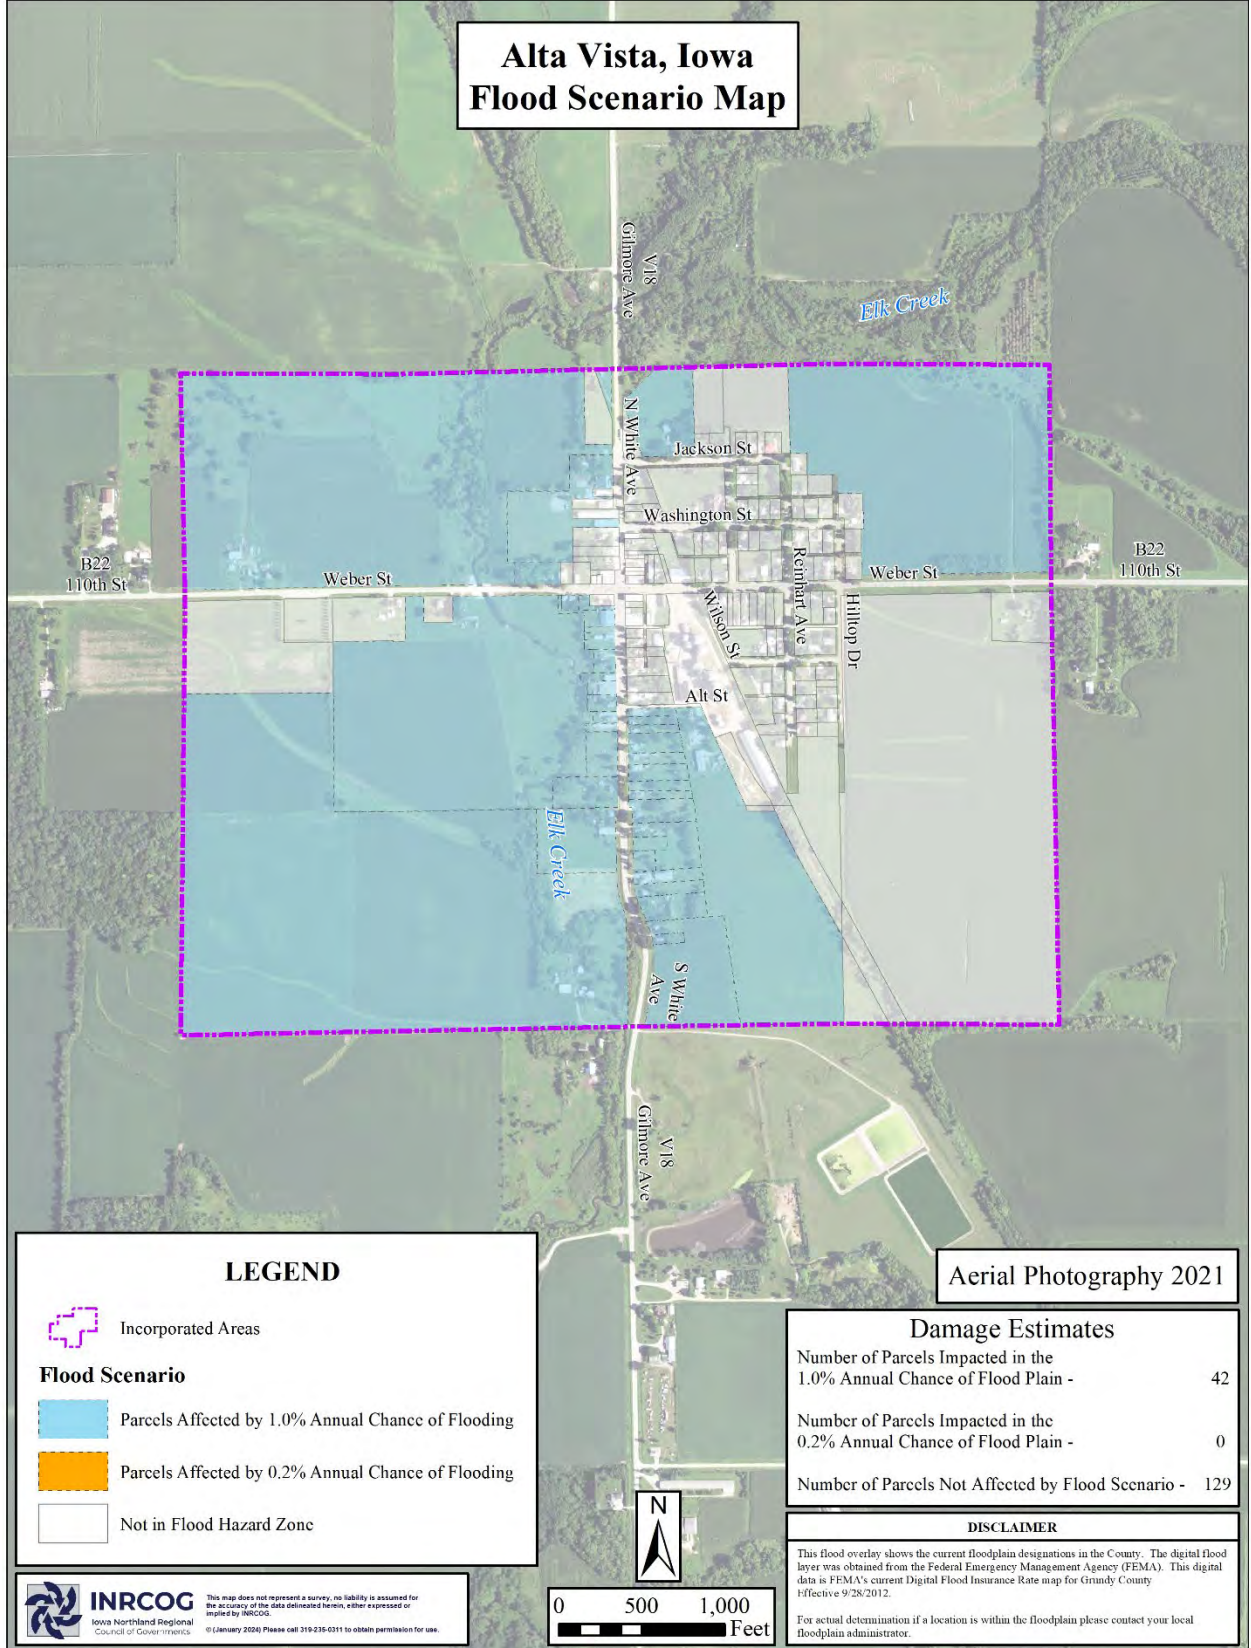 Alta Vista, Iowa
Flood Scenario Map
V18
Gilmore Ave
Elk Creek
N White Ave
Jackson St
Washington St
B22
110th St
Weber St
Reinhart Ave
Weber St
B22
110th St
Wilson St
Hilltop Dr
Alt St
Elk Creek
S White
Ave
V18
Gilmore Ave
LEGEND
Incorporated Areas
Flood Scenario
Parcels Affected by 1.0% Annual Chance of Flooding
Parcels Affected by 0.2% Annual Chance of Flooding
Not in Flood Hazard Zone
Aerial Photography 2021
Damage Estimates
Number of Parcels Impacted in the
1.0% Annual Chance of Flood Plain - 42
Number of Parcels Impacted in the
0.2% Annual Chance of Flood Plain - 0
Number of Parcels Not Affected by Flood Scenario - 129
DISCLAIMER
This flood overlay shows the current floodplain designations in the County. The digital flood
layer was obtained from the Federal Emergency Management Agency (FEMA). This digital
data is FEMA's current Digital Flood Insurance Rate map for Grundy County
Effective 9/28/2012.
For actual determination if a location is within the floodplain please contact your local
floodplain administrator.
N
0 500 1,000
Feet
INRCOG
Iowa Northland Regional
Council of Governments
This map does not represent a survey, no liability is assumed for
the accuracy of the data delineated herein, either expressed or
implied by INRCOG.
© (January 2024) Please call 319-235-0311 to obtain permission for use.